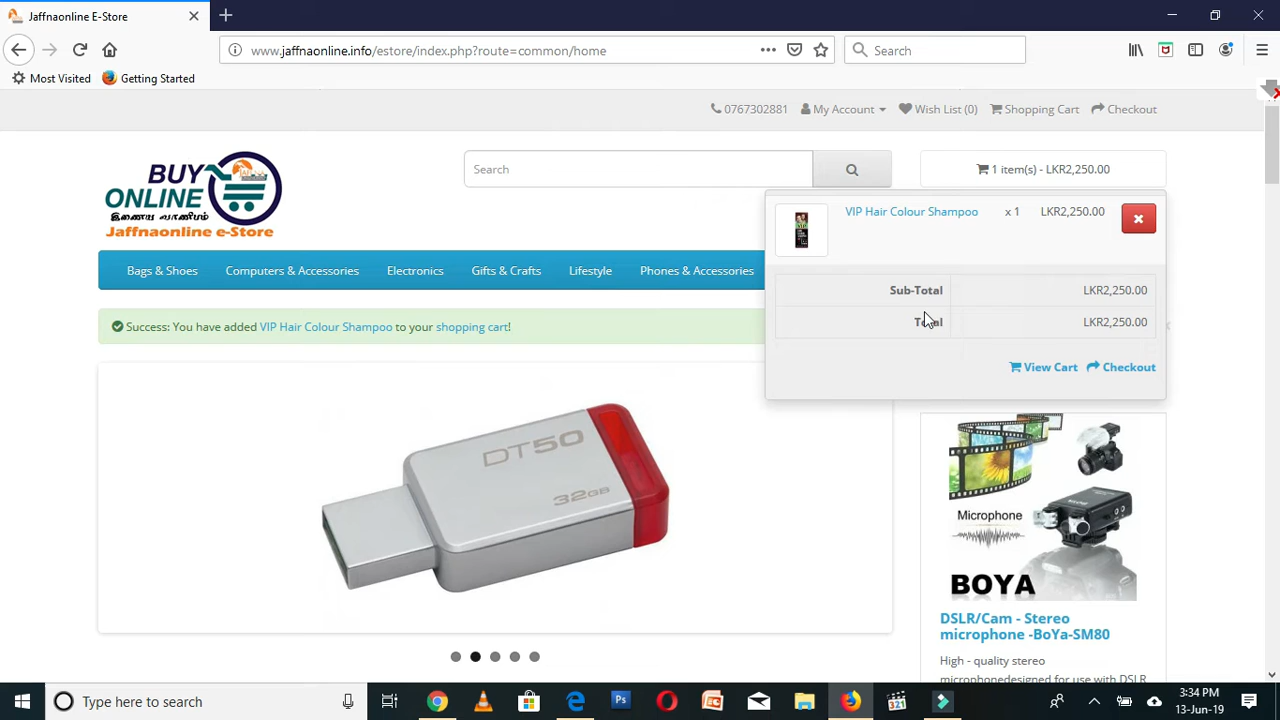 Jaffnaonline E-Store
www.jaffnaonline.info/estore/index.php?route=common/home
Search
Most Visited
Getting Started
0767302881
My Account
Wish List (0)
Shopping Cart
Checkout
BUY
ONLINE
இணைய வாணிபம்
Jaffnaonline e-Store
Search
1 item(s) - LKR2,250.00
VIP Hair Colour Shampoo
x 1
LKR2,250.00
Sub-Total
LKR2,250.00
Total
LKR2,250.00
View Cart
Checkout
Bags & Shoes
Computers & Accessories
Electronics
Gifts & Crafts
Lifestyle
Phones & Accessories
Success: You have added VIP Hair Colour Shampoo to your shopping cart!
DT50
32GB
Microphone
BOYA
DSLR/Cam - Stereo
microphone -BoYa-SM80
High - quality stereo
microphonedesigned for use with DSLR
Type here to search
3:34 PM
13-Jun-19